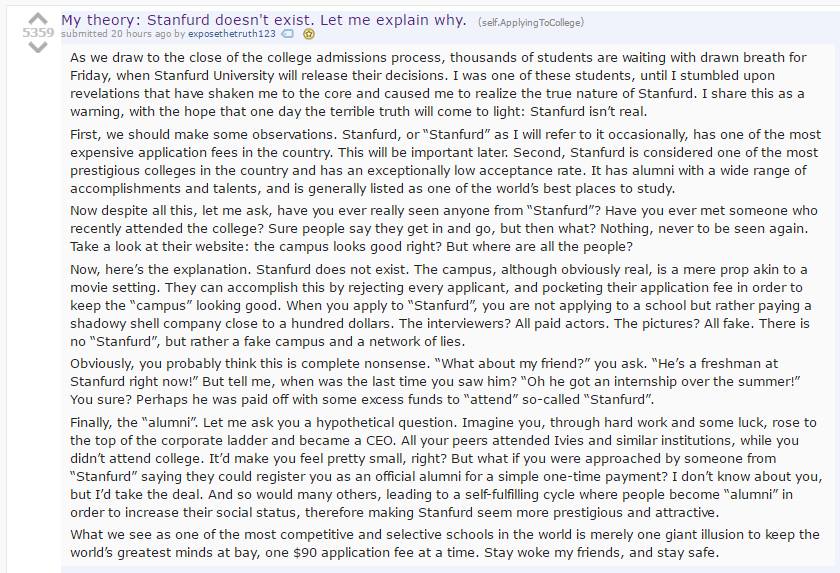 My theory: Stanfurd doesn't exist. Let me explain why. (self.ApplyingToCollege)
5359
submitted 20 hours ago by exposethetruth123
As we draw to the close of the college admissions process, thousands of students are waiting with drawn breath for
Friday, when Stanfurd University will release their decisions. I was one of these students, until I stumbled upon
revelations that have shaken me to the core and caused me to realize the true nature of Stanfurd. I share this as a
warning, with the hope that one day the terrible truth will come to light: Stanfurd isn’t real.
First, we should make some observations. Stanfurd, or “Stanfurd” as I will refer to it occasionally, has one of the most
expensive application fees in the country. This will be important later. Second, Stanfurd is considered one of the most
prestigious colleges in the country and has an exceptionally low acceptance rate. It has alumni with a wide range of
accomplishments and talents, and is generally listed as one of the world’s best places to study.
Now despite all this, let me ask, have you ever really seen anyone from “Stanfurd”? Have you ever met someone who
recently attended the college? Sure people say they get in and go, but then what? Nothing, never to be seen again.
Take a look at their website: the campus looks good right? But where are all the people?
Now, here’s the explanation. Stanfurd does not exist. The campus, although obviously real, is a mere prop akin to a
movie setting. They can accomplish this by rejecting every applicant, and pocketing their application fee in order to
keep the “campus” looking good. When you apply to “Stanfurd”, you are not applying to a school but rather paying a
shadowy shell company close to a hundred dollars. The interviewers? All paid actors. The pictures? All fake. There is
no “Stanfurd”, but rather a fake campus and a network of lies.
Obviously, you probably think this is complete nonsense. “What about my friend?” you ask. “He’s a freshman at
Stanfurd right now!” But tell me, when was the last time you saw him? “Oh he got an internship over the summer!”
You sure? Perhaps he was paid off with some excess funds to “attend” so-called “Stanfurd”.
Finally, the “alumni”. Let me ask you a hypothetical question. Imagine you, through hard work and some luck, rose to
the top of the corporate ladder and became a CEO. All your peers attended Ivies and similar institutions, while you
didn’t attend college. It’d make you feel pretty small, right? But what if you were approached by someone from
“Stanfurd” saying they could register you as an official alumni for a simple one-time payment? I don’t know about you,
but I’d take the deal. And so would many others, leading to a self-fulfilling cycle where people become “alumni” in
order to increase their social status, therefore making Stanfurd seem more prestigious and attractive.
What we see as one of the most competitive and selective schools in the world is merely one giant illusion to keep the
world’s greatest minds at bay, one $90 application fee at a time. Stay woke my friends, and stay safe.